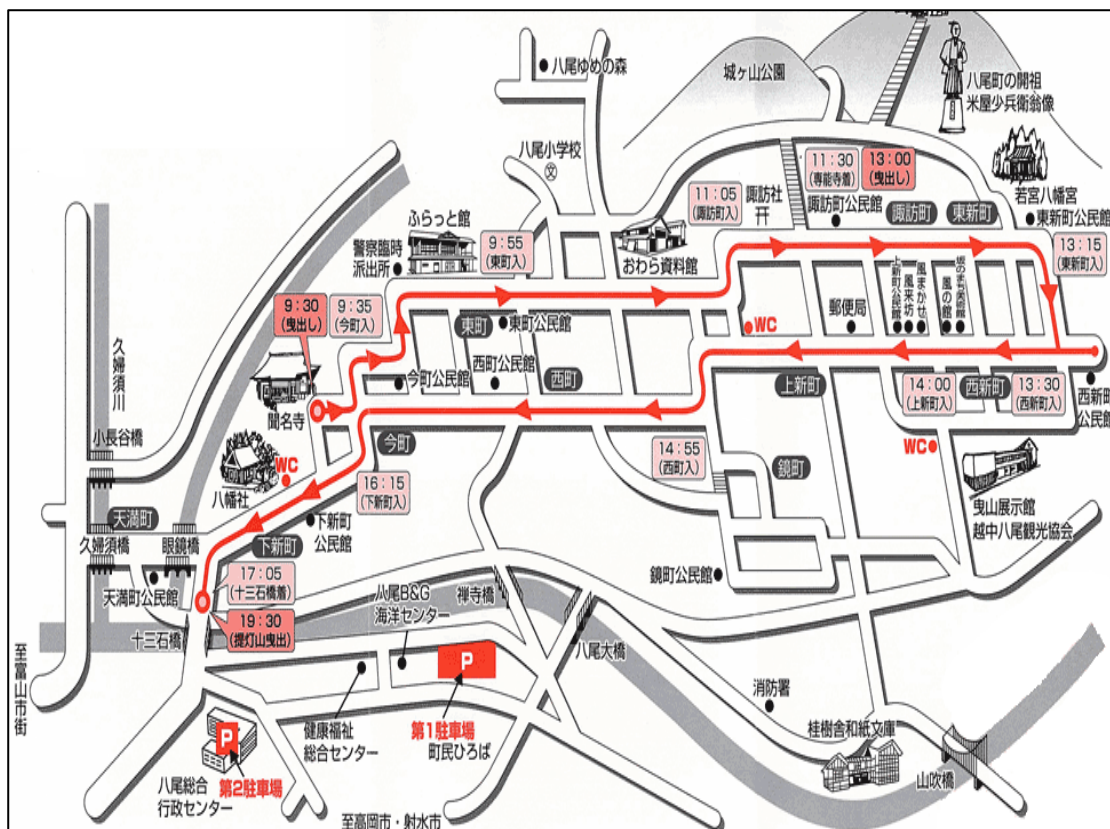 八尾ゆめの森
城ヶ山公園
八尾町の開祖
米屋少兵衛翁像
八尾小学校
文
ふらっと館
警察臨時
派出所
9:55
(東町入)
おわら資料館
11:05
(諏訪町入)
諏訪社
11:30
(専能寺着)
13:00
(曳出し)
諏訪町公民館
諏訪町
東新町
若宮八幡宮
東新町公民館
13:15
(東新町入)
9:30
(曳出し)
9:35
(今町入)
東町
東町公民館
今町公民館
西町公民館
西町
WC
郵便局
上新町公民館
風来坊
風まかせ
風の館
坂のまち美術館
上新町
14:00
(上新町入)
西新町
13:30
(西新町入)
西新町
公民館
久婦須川
小長谷橋
聞名寺
WC
八幡社
今町
16:15
(下新町入)
14:55
(西町入)
鏡町
WC
曳山展示館
越中八尾観光協会
天満町
久婦須橋
眼鏡橋
下新町
下新町
公民館
天満町公民館
17:05
(十三石橋着)
19:30
(提灯山曳出)
十三石橋
八尾B&G
海洋センター
禅寺橋
八尾大橋
鏡町公民館
至富山市街
P
第1駐車場
町民ひろば
健康福祉
総合センター
P
第2駐車場
八尾総合
行政センター
消防署
桂樹舎和紙文庫
山吹橋
至高岡市・射水市